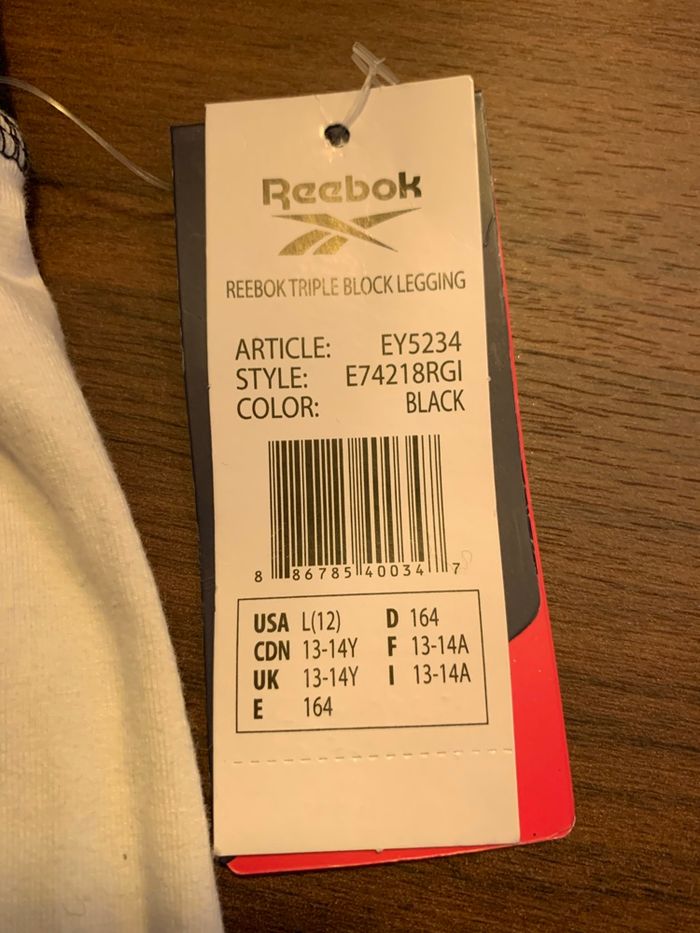 Reebok
REEBOK TRIPLE BLOCK LEGGING
ARTICLE: EY5234
STYLE: E74218RGI
COLOR: BLACK
8 86785 40034 7
USA L(12) D 164
CDN 13-14Y F 13-14A
UK 13-14Y I 13-14A
E 164